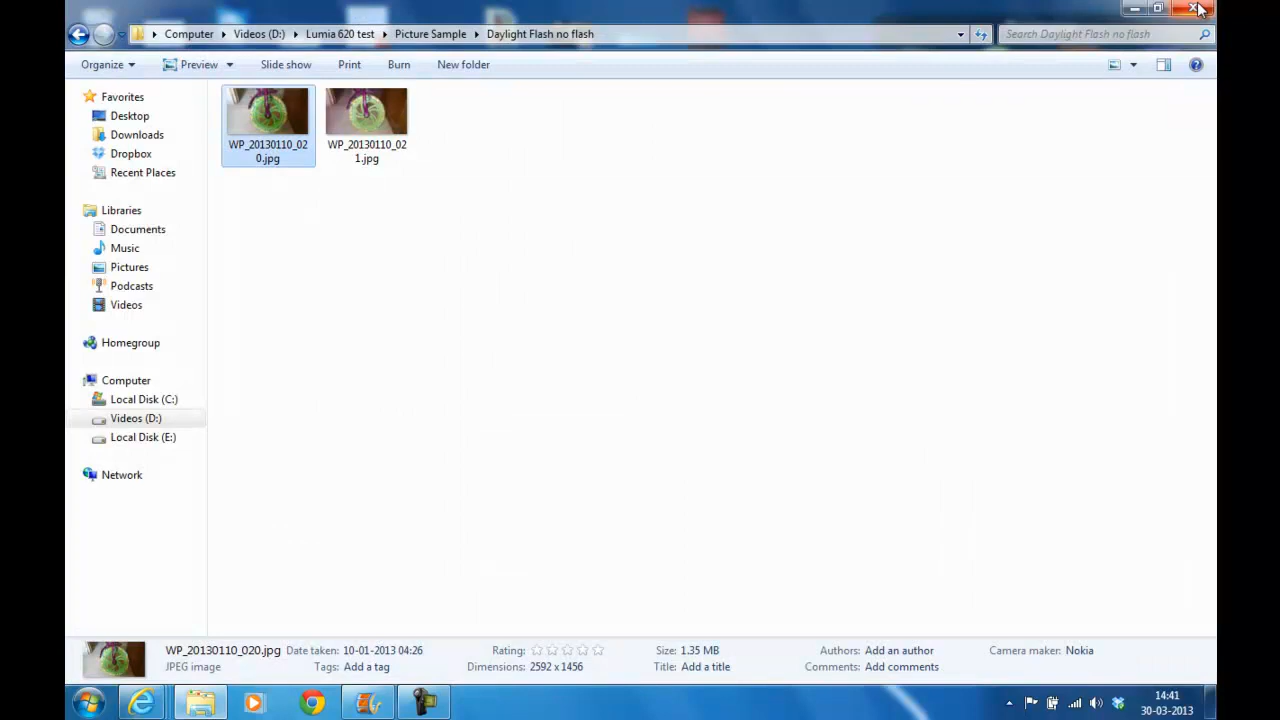 Computer Videos (D:) Lumia 620 test Picture Sample Daylight Flash no flash Search Daylight Flash no flash
Organize Preview Slide show Print Burn New folder
Favorites
Desktop
Downloads
Dropbox
Recent Places
Libraries
Documents
Music
Pictures
Podcasts
Videos
Homegroup
Computer
Local Disk (C:)
Videos (D:)
Local Disk (E:)
Network
WP_20130110_02
0.jpg
WP_20130110_02
1.jpg
WP_20130110_020.jpg Date taken: 10-01-2013 04:26 Rating: Size: 1.35 MB Authors: Add an author Camera maker: Nokia
JPEG image Tags: Add a tag Dimensions: 2592 x 1456 Title: Add a title Comments: Add comments
14:41
30-03-2013